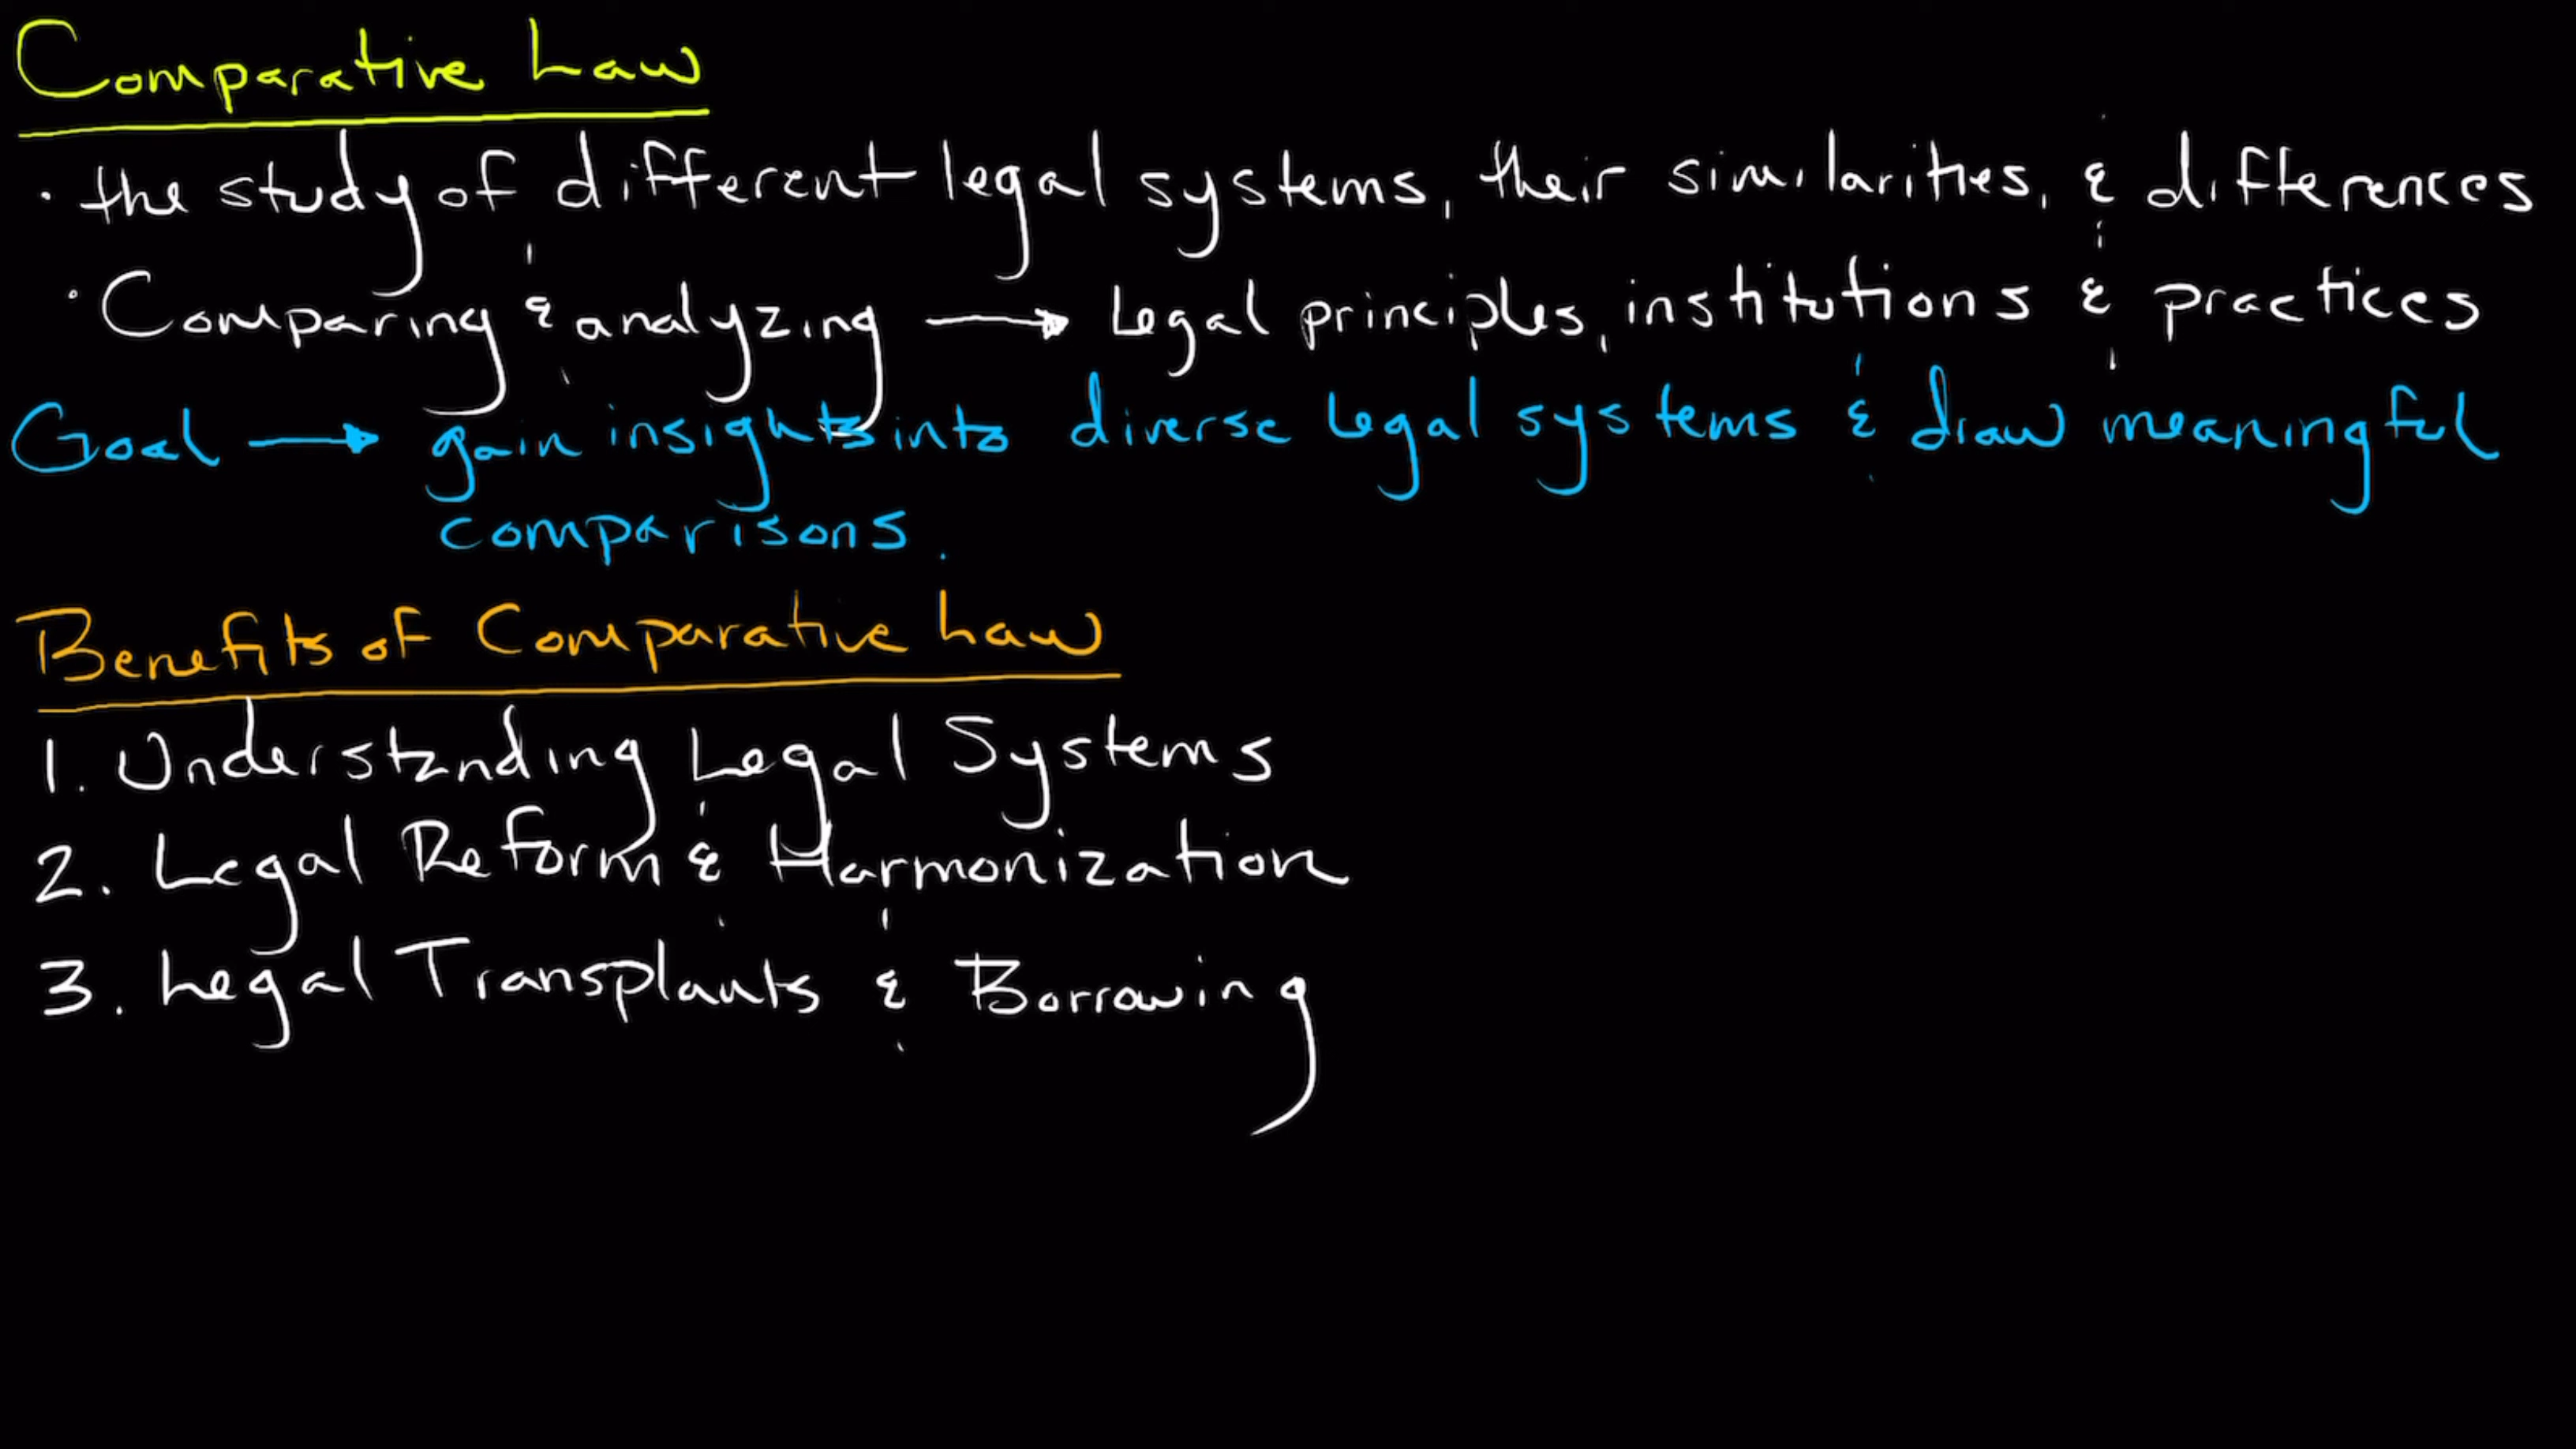 Comparative Law
• the study of different legal systems, their similarities, & differences
• Comparing & analyzing → Legal principles, institutions & practices
Goal → gain insights into diverse legal systems & draw meaningful
comparisons.
Benefits of Comparative Law
1. Understanding Legal Systems
2. Legal Reform & Harmonization
3. Legal Transplants & Borrowing